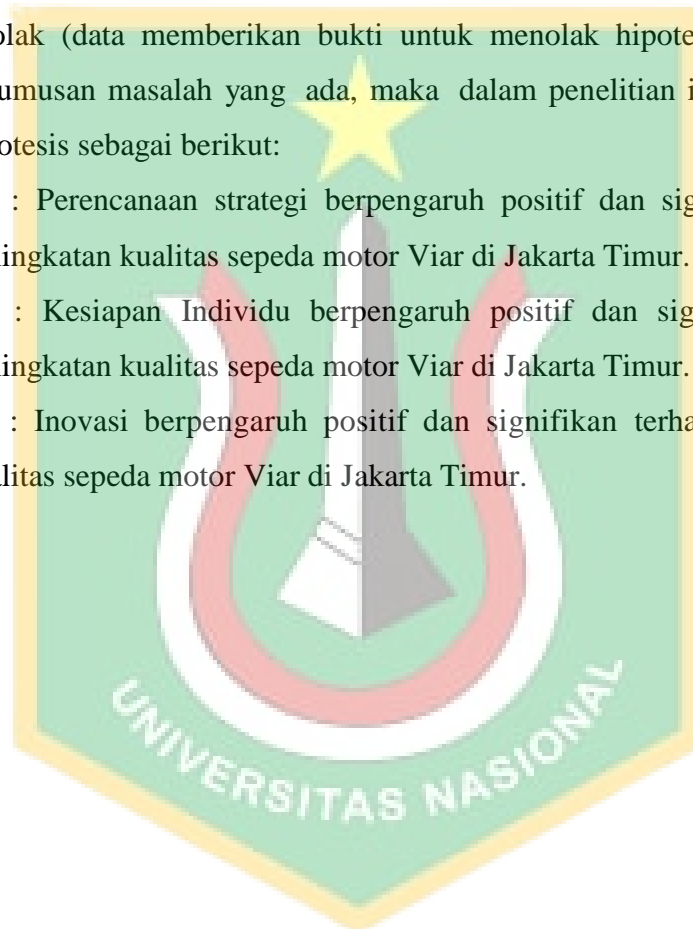 olak (data memberikan bukti untuk menolak hipote
umusan masalah yang ada, maka dalam penelitian i
otesis sebagai berikut:
: Perencanaan strategi berpengaruh positif dan sig
ingkatan kualitas sepeda motor Viar di Jakarta Timur.
: Kesiapan Individu berpengaruh positif dan sig
ingkatan kualitas sepeda motor Viar di Jakarta Timur.
: Inovasi berpengaruh positif dan signifikan terha
alitas sepeda motor Viar di Jakarta Timur.
UNIVERSITAS NASIONAL